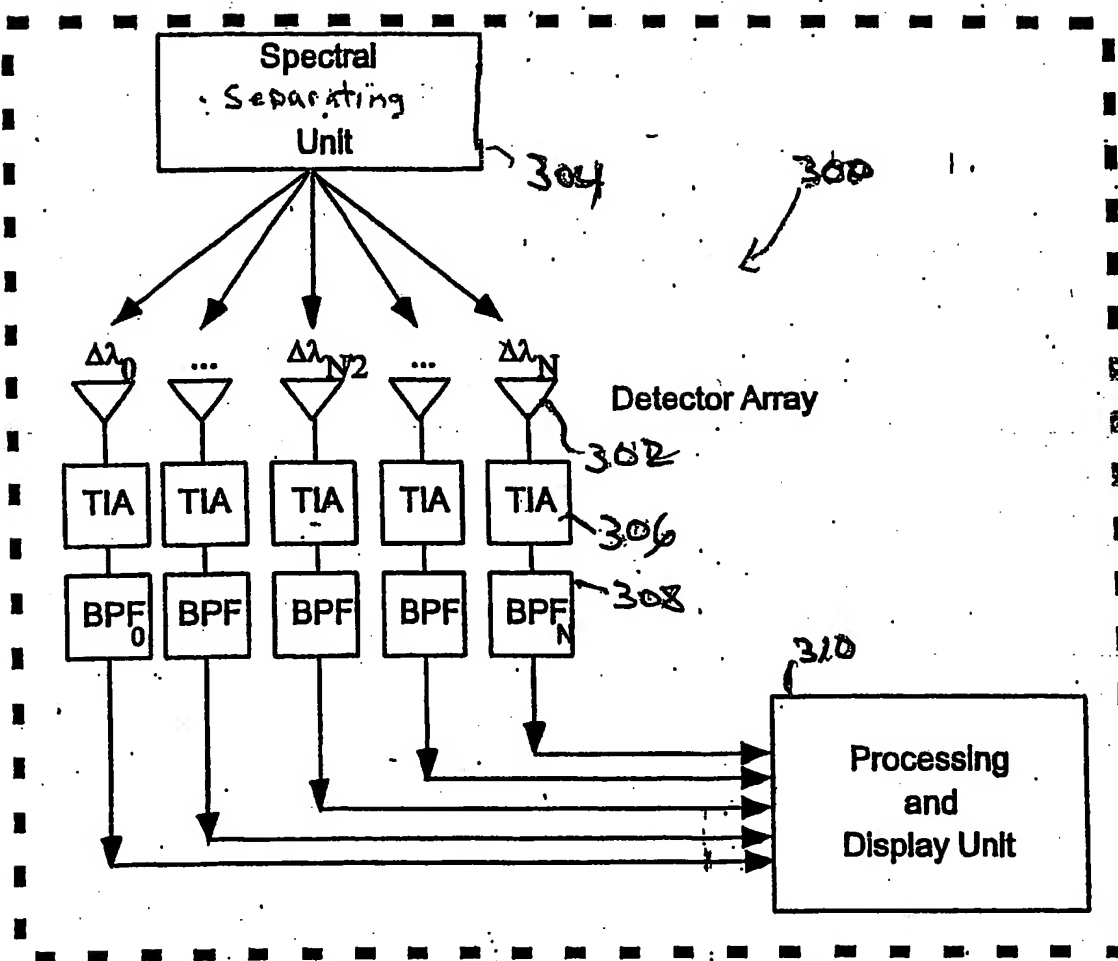 Spectral
Separating
Unit
304
300
Δλ0 ... ΔλN/2 ... ΔλN
Detector Array
302
TIA TIA TIA TIA TIA
306
BPF0 BPF BPF BPF BPFN
308
310
Processing
and
Display Unit